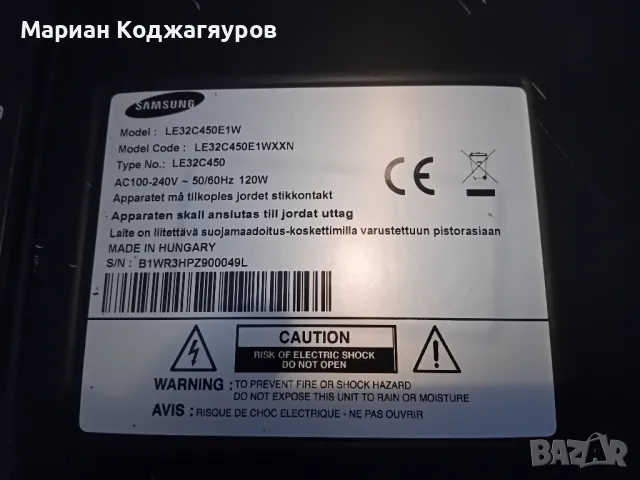 Мариан Коджагяуров
SAMSUNG
Model : LE32C450E1W
Model Code : LE32C450E1WXXN
Type No.: LE32C450
AC100-240V ~ 50/60Hz 120W
Apparatet må tilkoples jordet stikkontakt
Apparaten skall anslutas till jordat uttag
Laite on liitettävä suojamaadoitus-koskettimilla varustettuun pistorasiaan
MADE IN HUNGARY
S/N : B1WR3HPZ900049L
CE
CAUTION
RISK OF ELECTRIC SHOCK
DO NOT OPEN
WARNING : TO PREVENT FIRE OR SHOCK HAZARD
DO NOT EXPOSE THIS UNIT TO RAIN OR MOISTURE
AVIS : RISQUE DE CHOC ELECTRIQUE - NE PAS OUVRIR
BAZAR